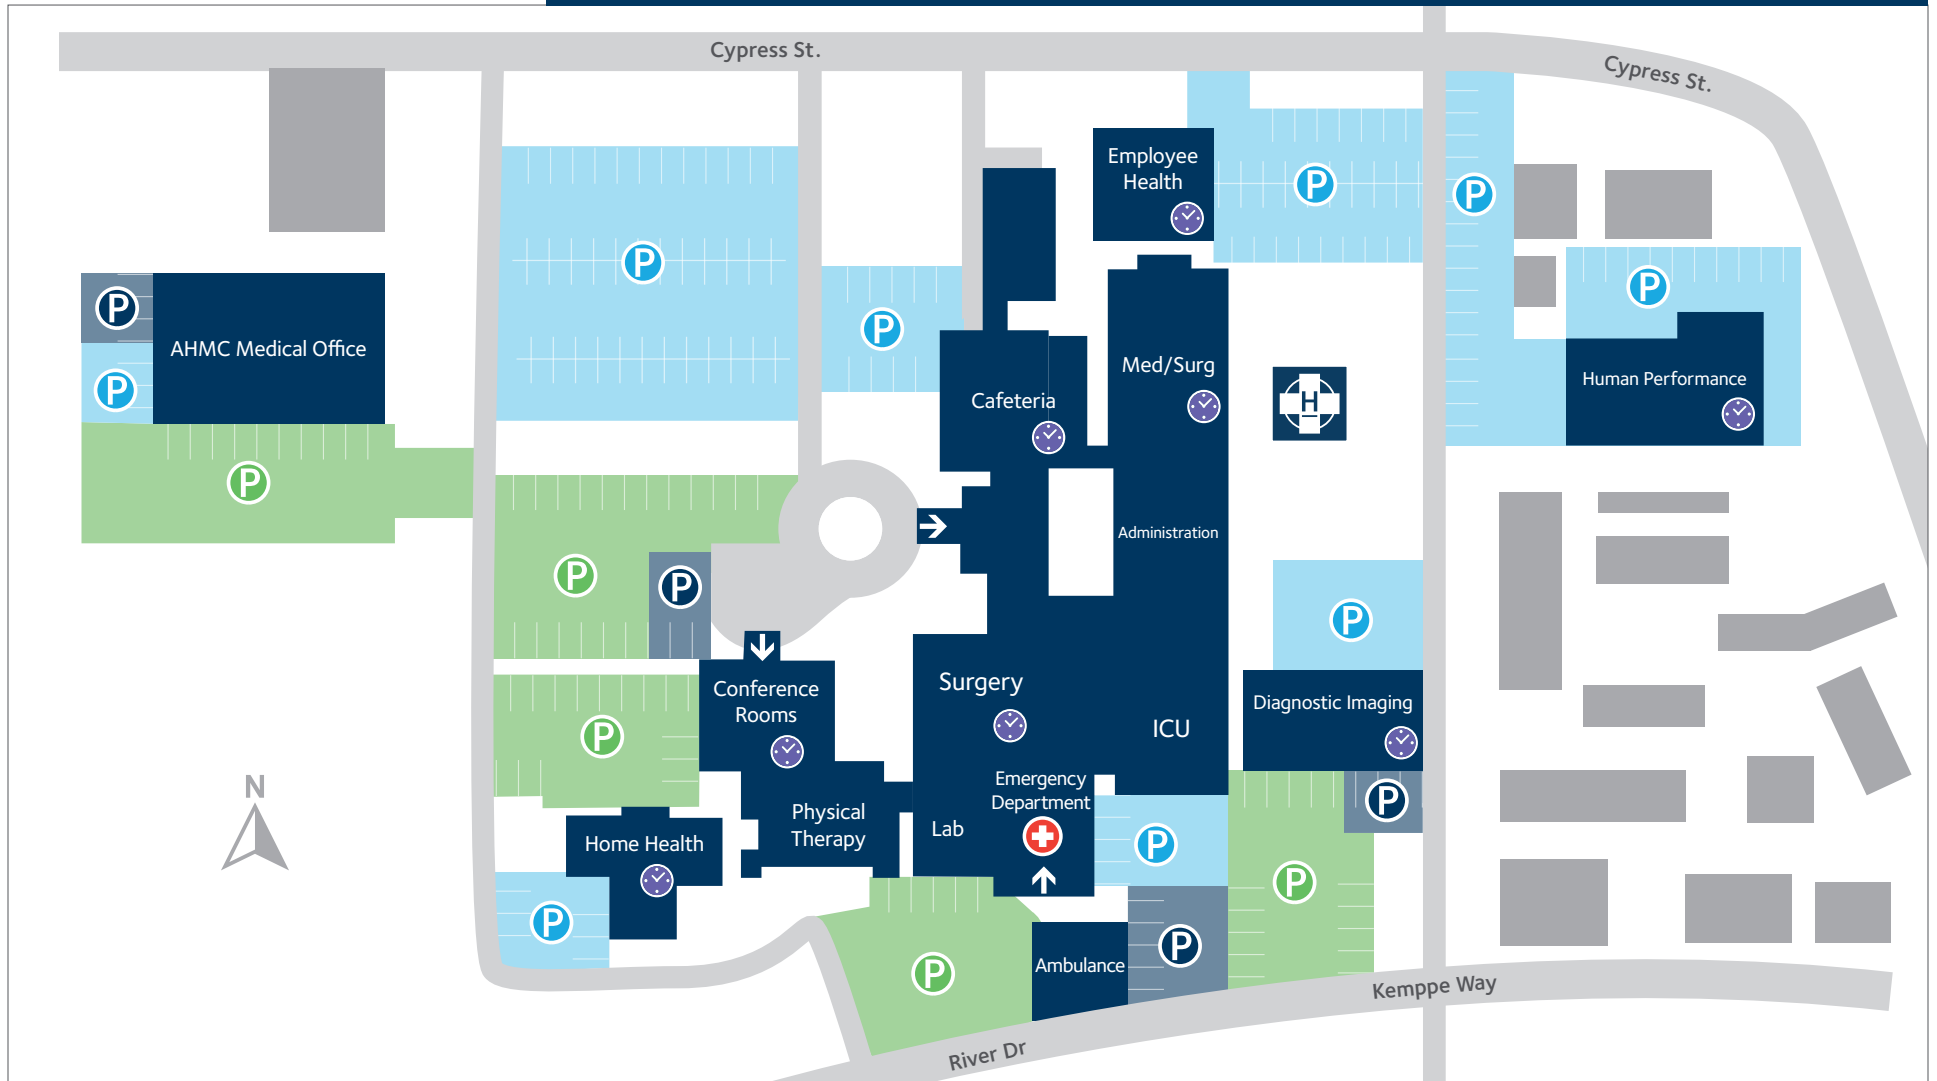 Cypress St.
Cypress St.
Employee
Health
P
P
P
P
P
P
P
AHMC Medical Office
P
Med/Surg
H
Human Performance
Cafeteria
P
Administration
P
P
P
Conference
Rooms
Surgery
Diagnostic Imaging
ICU
P
N
Emergency
Department
P
Physical
Therapy
Lab
Home Health
P
P
P
P
Ambulance
P
Kemppe Way
River Dr